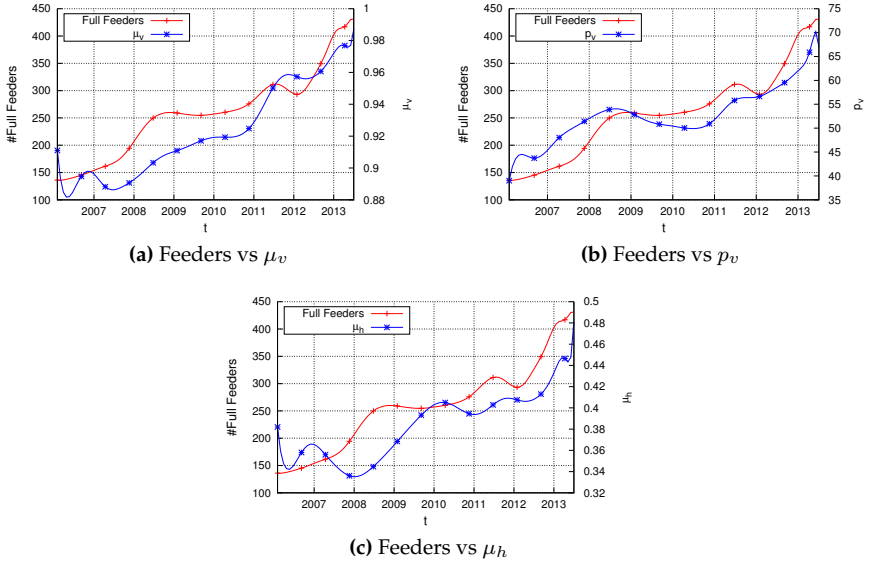 450
400
350
300
250
200
150
100
#Full Feeders
Full Feeders
μv
1
0.98
0.96
0.94
0.92
0.9
0.88
μv
2007 2008 2009 2010 2011 2012 2013
t
(a) Feeders vs μv
450
400
350
300
250
200
150
100
#Full Feeders
Full Feeders
pv
75
70
65
60
55
50
45
40
35
pv
2007 2008 2009 2010 2011 2012 2013
t
(b) Feeders vs pv
450
400
350
300
250
200
150
100
#Full Feeders
Full Feeders
μh
0.5
0.48
0.46
0.44
0.42
0.4
0.38
0.36
0.34
0.32
μh
2007 2008 2009 2010 2011 2012 2013
t
(c) Feeders vs μh